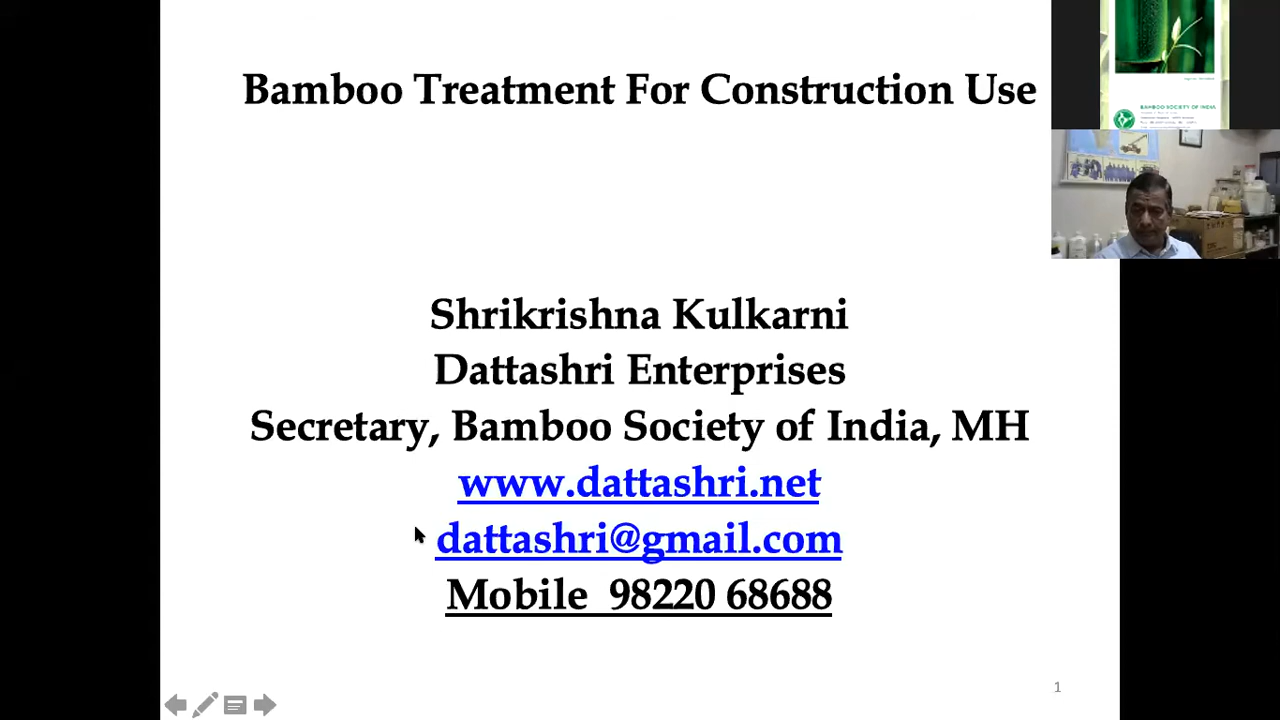 Bamboo Treatment For Construction Use
BAMBOO SOCIETY OF INDIA
Shrikrishna Kulkarni
Dattashri Enterprises
Secretary, Bamboo Society of India, MH
www.dattashri.net
dattashri@gmail.com
Mobile 98220 68688
1